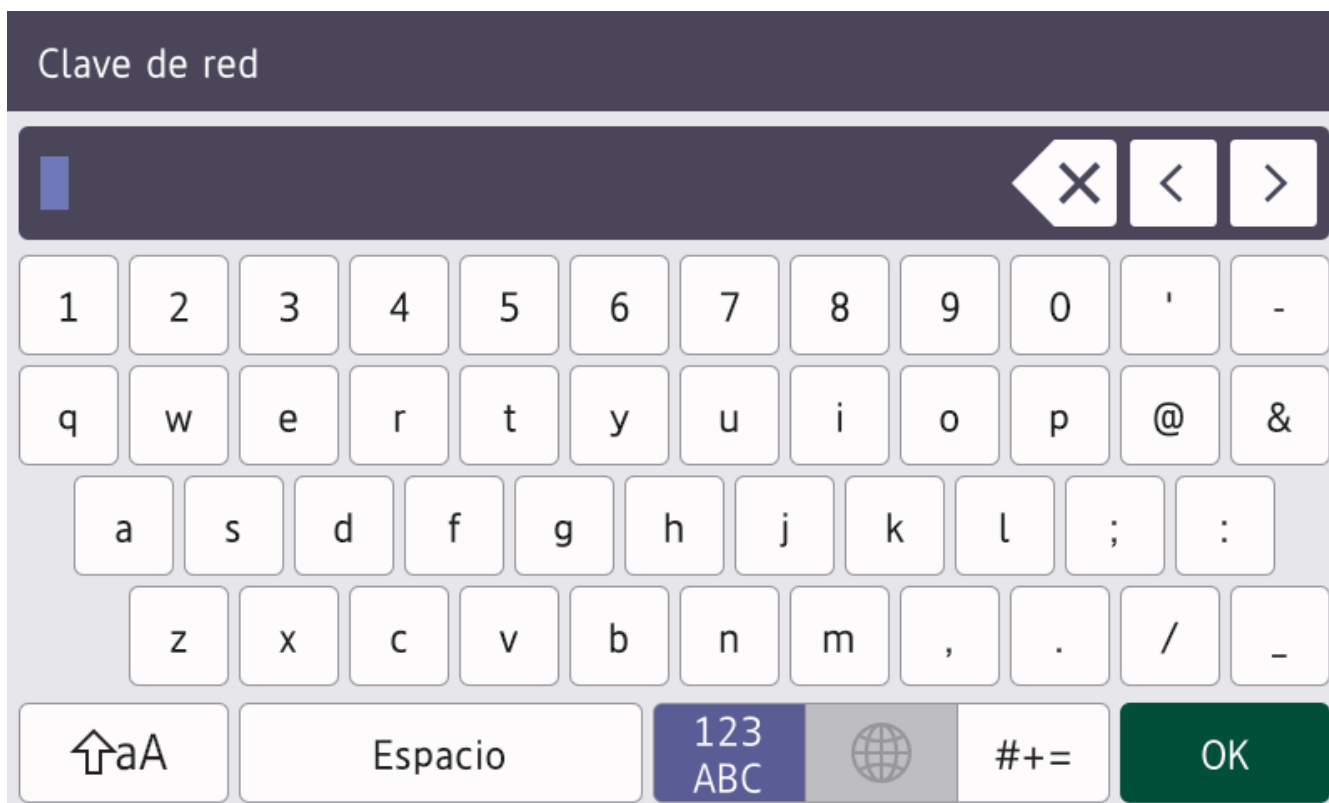 Clave de red
1 2 3 4 5 6 7 8 9 0 ' -
q w e r t y u i o p @ &
a s d f g h j k l ; :
z x c v b n m , . / _
aA Espacio 123 ABC #+= OK